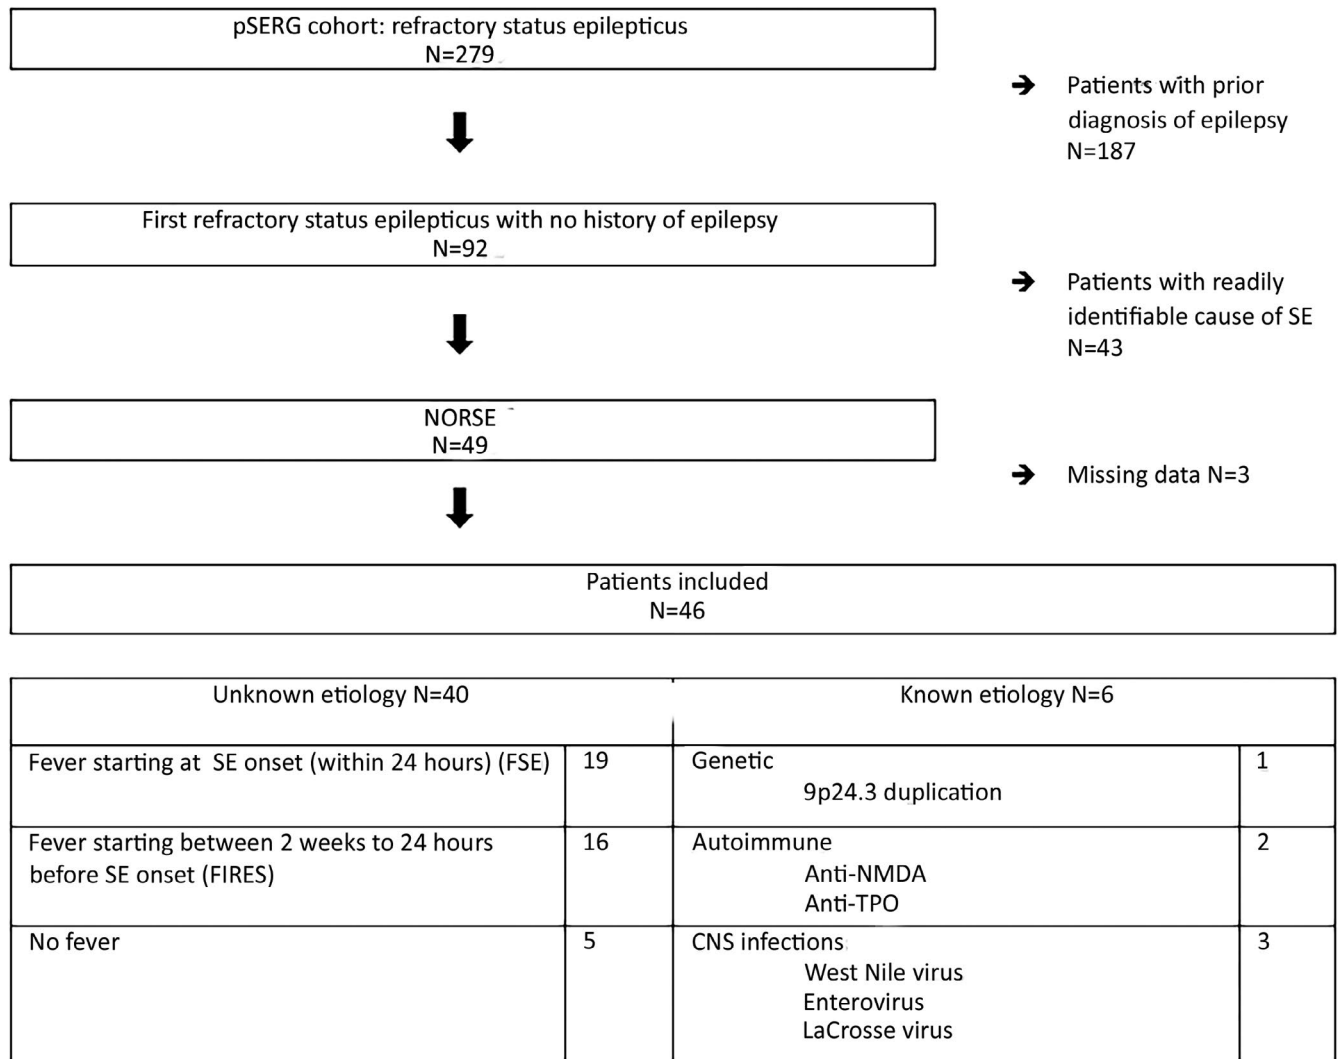 pSERG cohort: refractory status epilepticus
N=279
Patients with prior
diagnosis of epilepsy
N=187
First refractory status epilepticus with no history of epilepsy
N=92
Patients with readily
identifiable cause of SE
N=43
NORSE
N=49
Missing data N=3
Patients included
N=46
Unknown etiology N=40
Known etiology N=6
Fever starting at SE onset (within 24 hours) (FSE)
19
Genetic
9p24.3 duplication
1
Fever starting between 2 weeks to 24 hours
before SE onset (FIRES)
16
Autoimmune
Anti-NMDA
Anti-TPO
2
No fever
5
CNS infections
West Nile virus
Enterovirus
LaCrosse virus
3